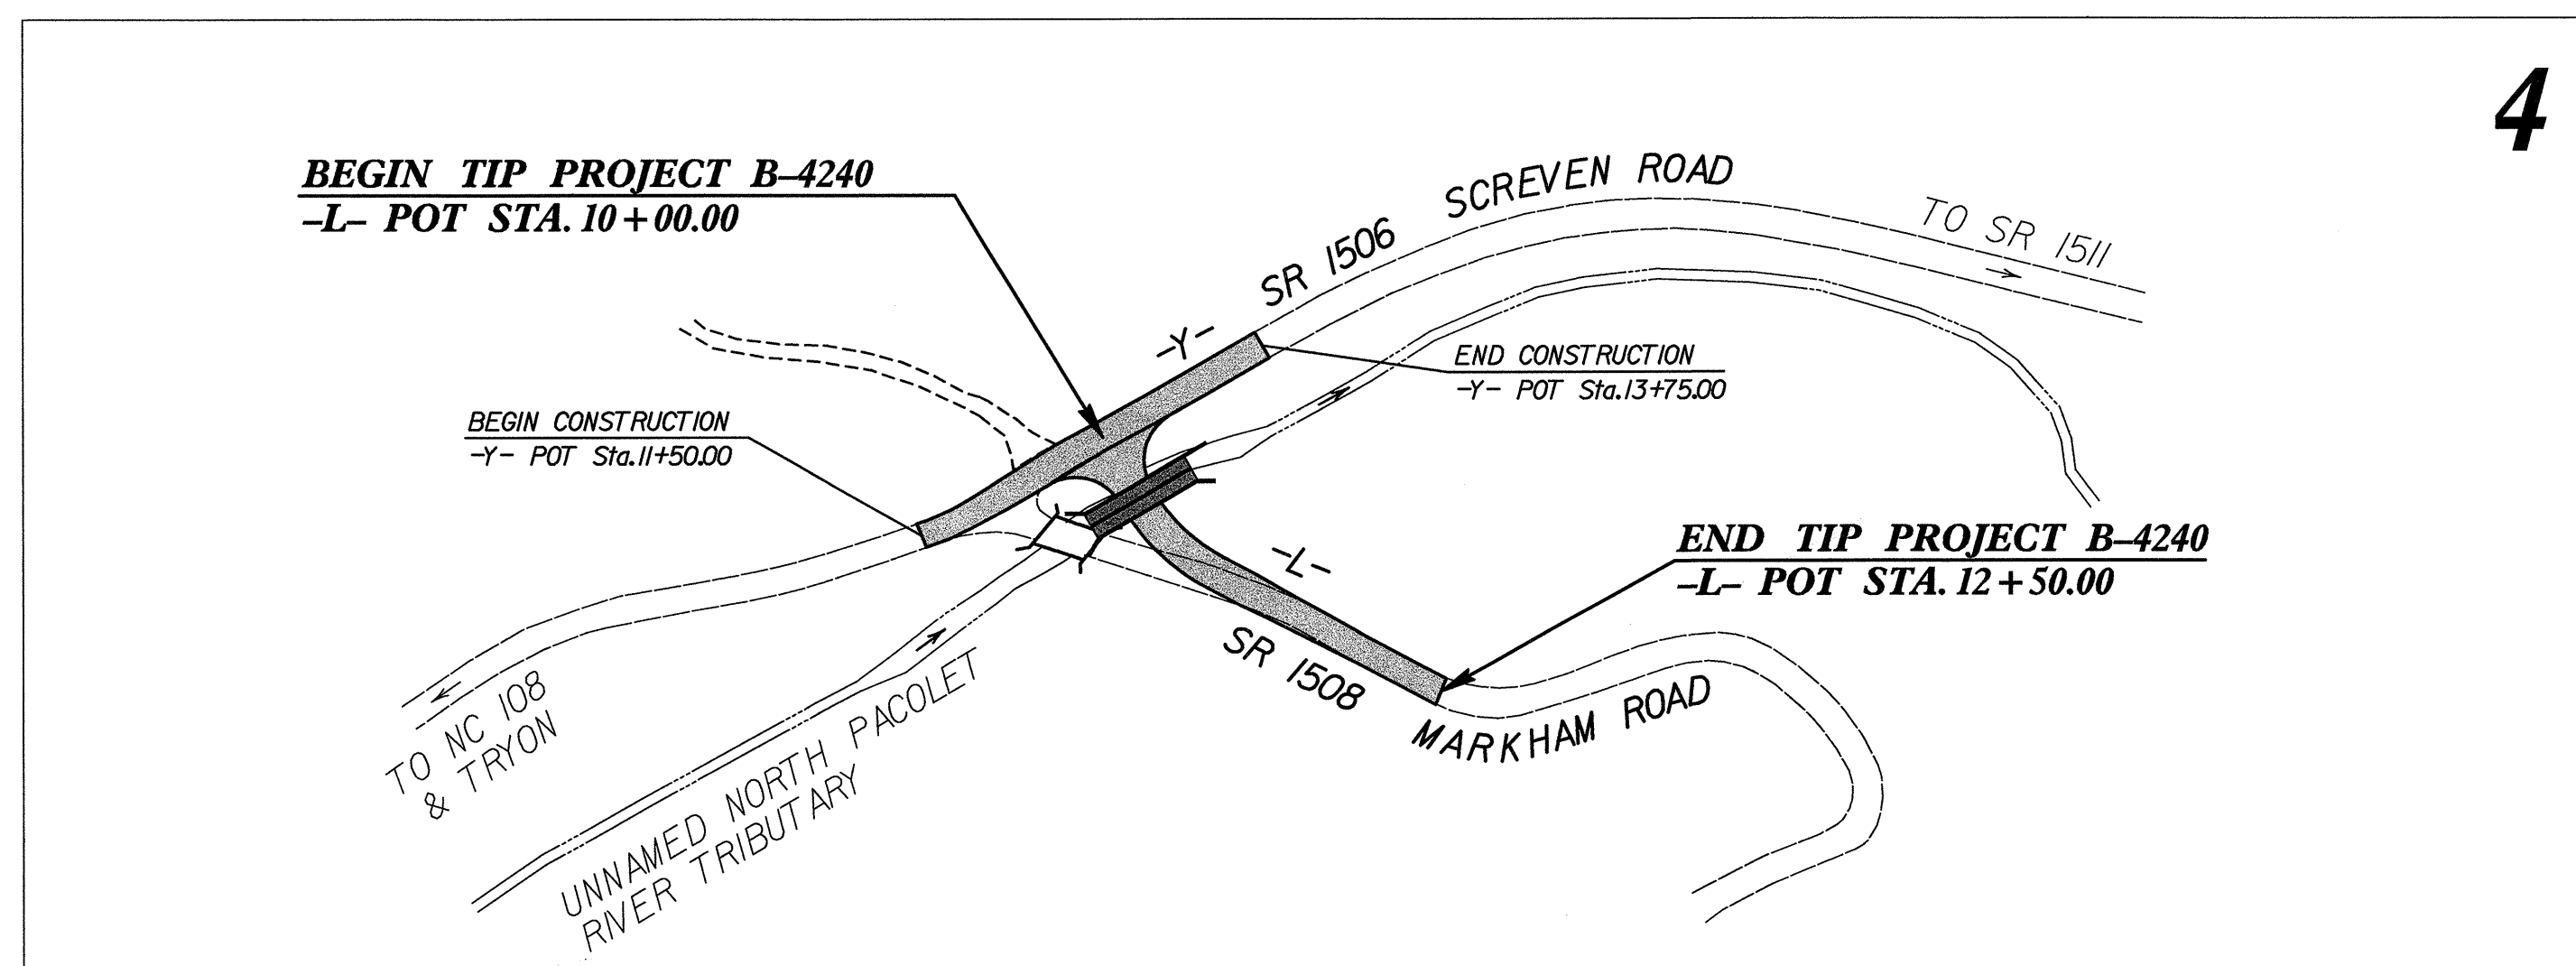 4
BEGIN TIP PROJECT B-4240
-L- POT STA. 10+00.00
SCREVEN ROAD
SR 1506
TO SR 1511
-Y-
END CONSTRUCTION
-Y- POT Sta.13+75.00
BEGIN CONSTRUCTION
-Y- POT Sta.11+50.00
END TIP PROJECT B-4240
-L- POT STA. 12+50.00
-L-
SR 1508
MARKHAM ROAD
TO NC 108
& TRYON
UNNAMED NORTH PACOLET
RIVER TRIBUTARY